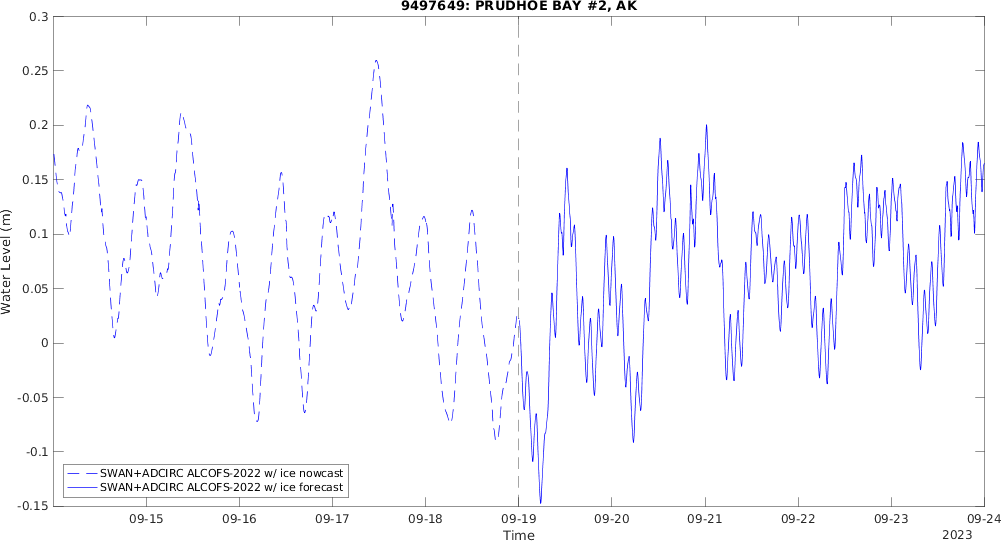 9497649: PRUDHOE BAY #2, AK
Water Level (m)
0.3
0.25
0.2
0.15
0.1
0.05
0
-0.05
-0.1
-0.15
SWAN+ADCIRC ALCOFS-2022 w/ ice nowcast
SWAN+ADCIRC ALCOFS-2022 w/ ice forecast
09-15 09-16 09-17 09-18 09-19 09-20 09-21 09-22 09-23 09-24
Time
2023